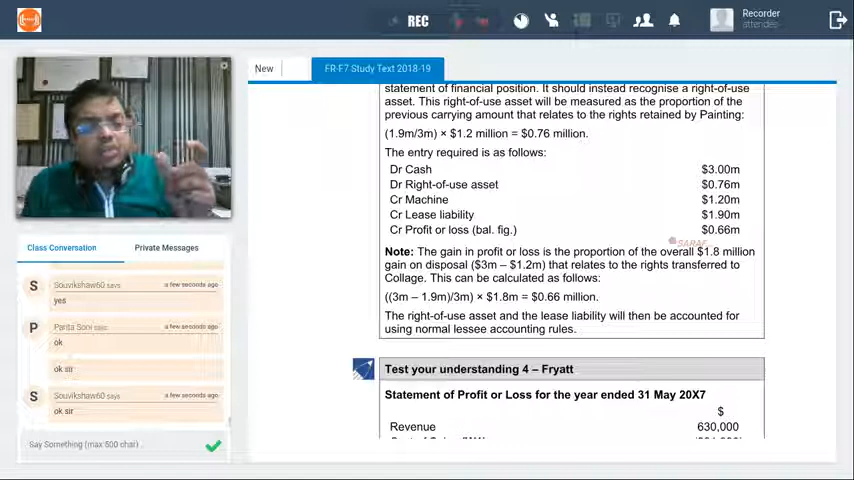 REC
Recorder
attendee
New
FR-F7 Study Text 2018-19
statement of financial position. It should instead recognise a right-of-use
asset. This right-of-use asset will be measured as the proportion of the
previous carrying amount that relates to the rights retained by Painting:
(1.9m/3m) × $1.2 million = $0.76 million.
The entry required is as follows:
Dr Cash $3.00m
Dr Right-of-use asset $0.76m
Cr Machine $1.20m
Cr Lease liability $1.90m
Cr Profit or loss (bal. fig.) $0.66m
SARAF
Note: The gain in profit or loss is the proportion of the overall $1.8 million
gain on disposal ($3m – $1.2m) that relates to the rights transferred to
Collage. This can be calculated as follows:
((3m – 1.9m)/3m) × $1.8m = $0.66 million.
The right-of-use asset and the lease liability will then be accounted for
using normal lessee accounting rules.
Test your understanding 4 – Fryatt
Statement of Profit or Loss for the year ended 31 May 20X7
$
Revenue 630,000
Class Conversation Private Messages
S Souvikshaw60 says a few seconds ago
yes
P Parita Soni says a few seconds ago
ok
ok sir
S Souvikshaw60 says a few seconds ago
ok sir
Say Something (max 500 char)